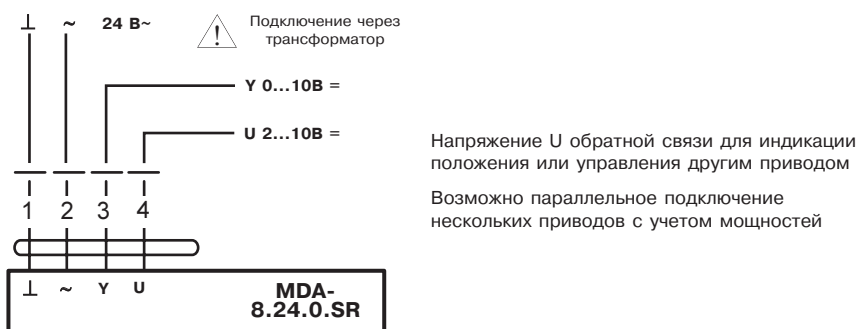 ⊥ ~ 24 В~
Подключение через
трансформатор
Y 0...10В =
U 2...10В =
Напряжение U обратной связи для индикации
положения или управления другим приводом
Возможно параллельное подключение
нескольких приводов с учетом мощностей
1 2 3 4
⊥ ~ Y U
MDA-
8.24.0.SR